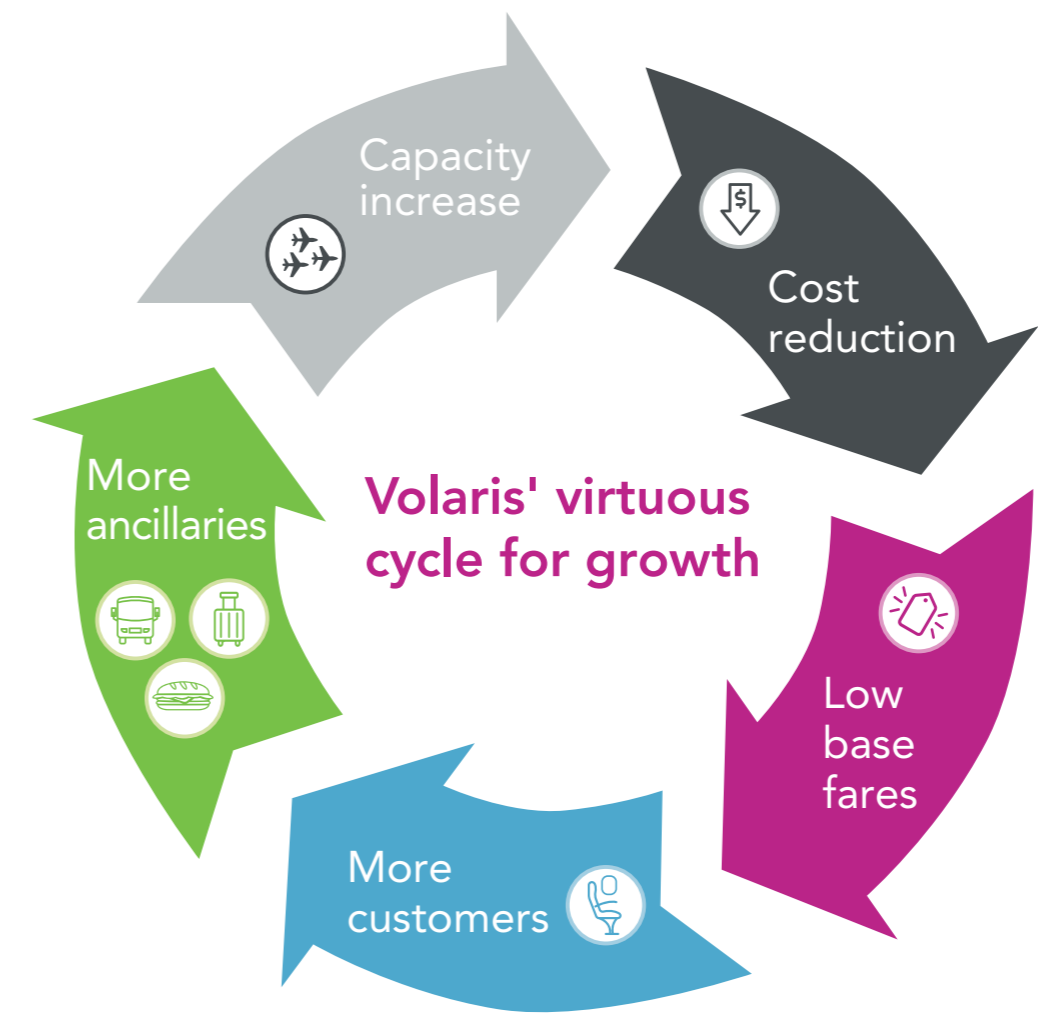 Capacity
increase
$
Cost
reduction
Low
base
fares
More
customers
More
ancillaries
Volaris' virtuous
cycle for growth